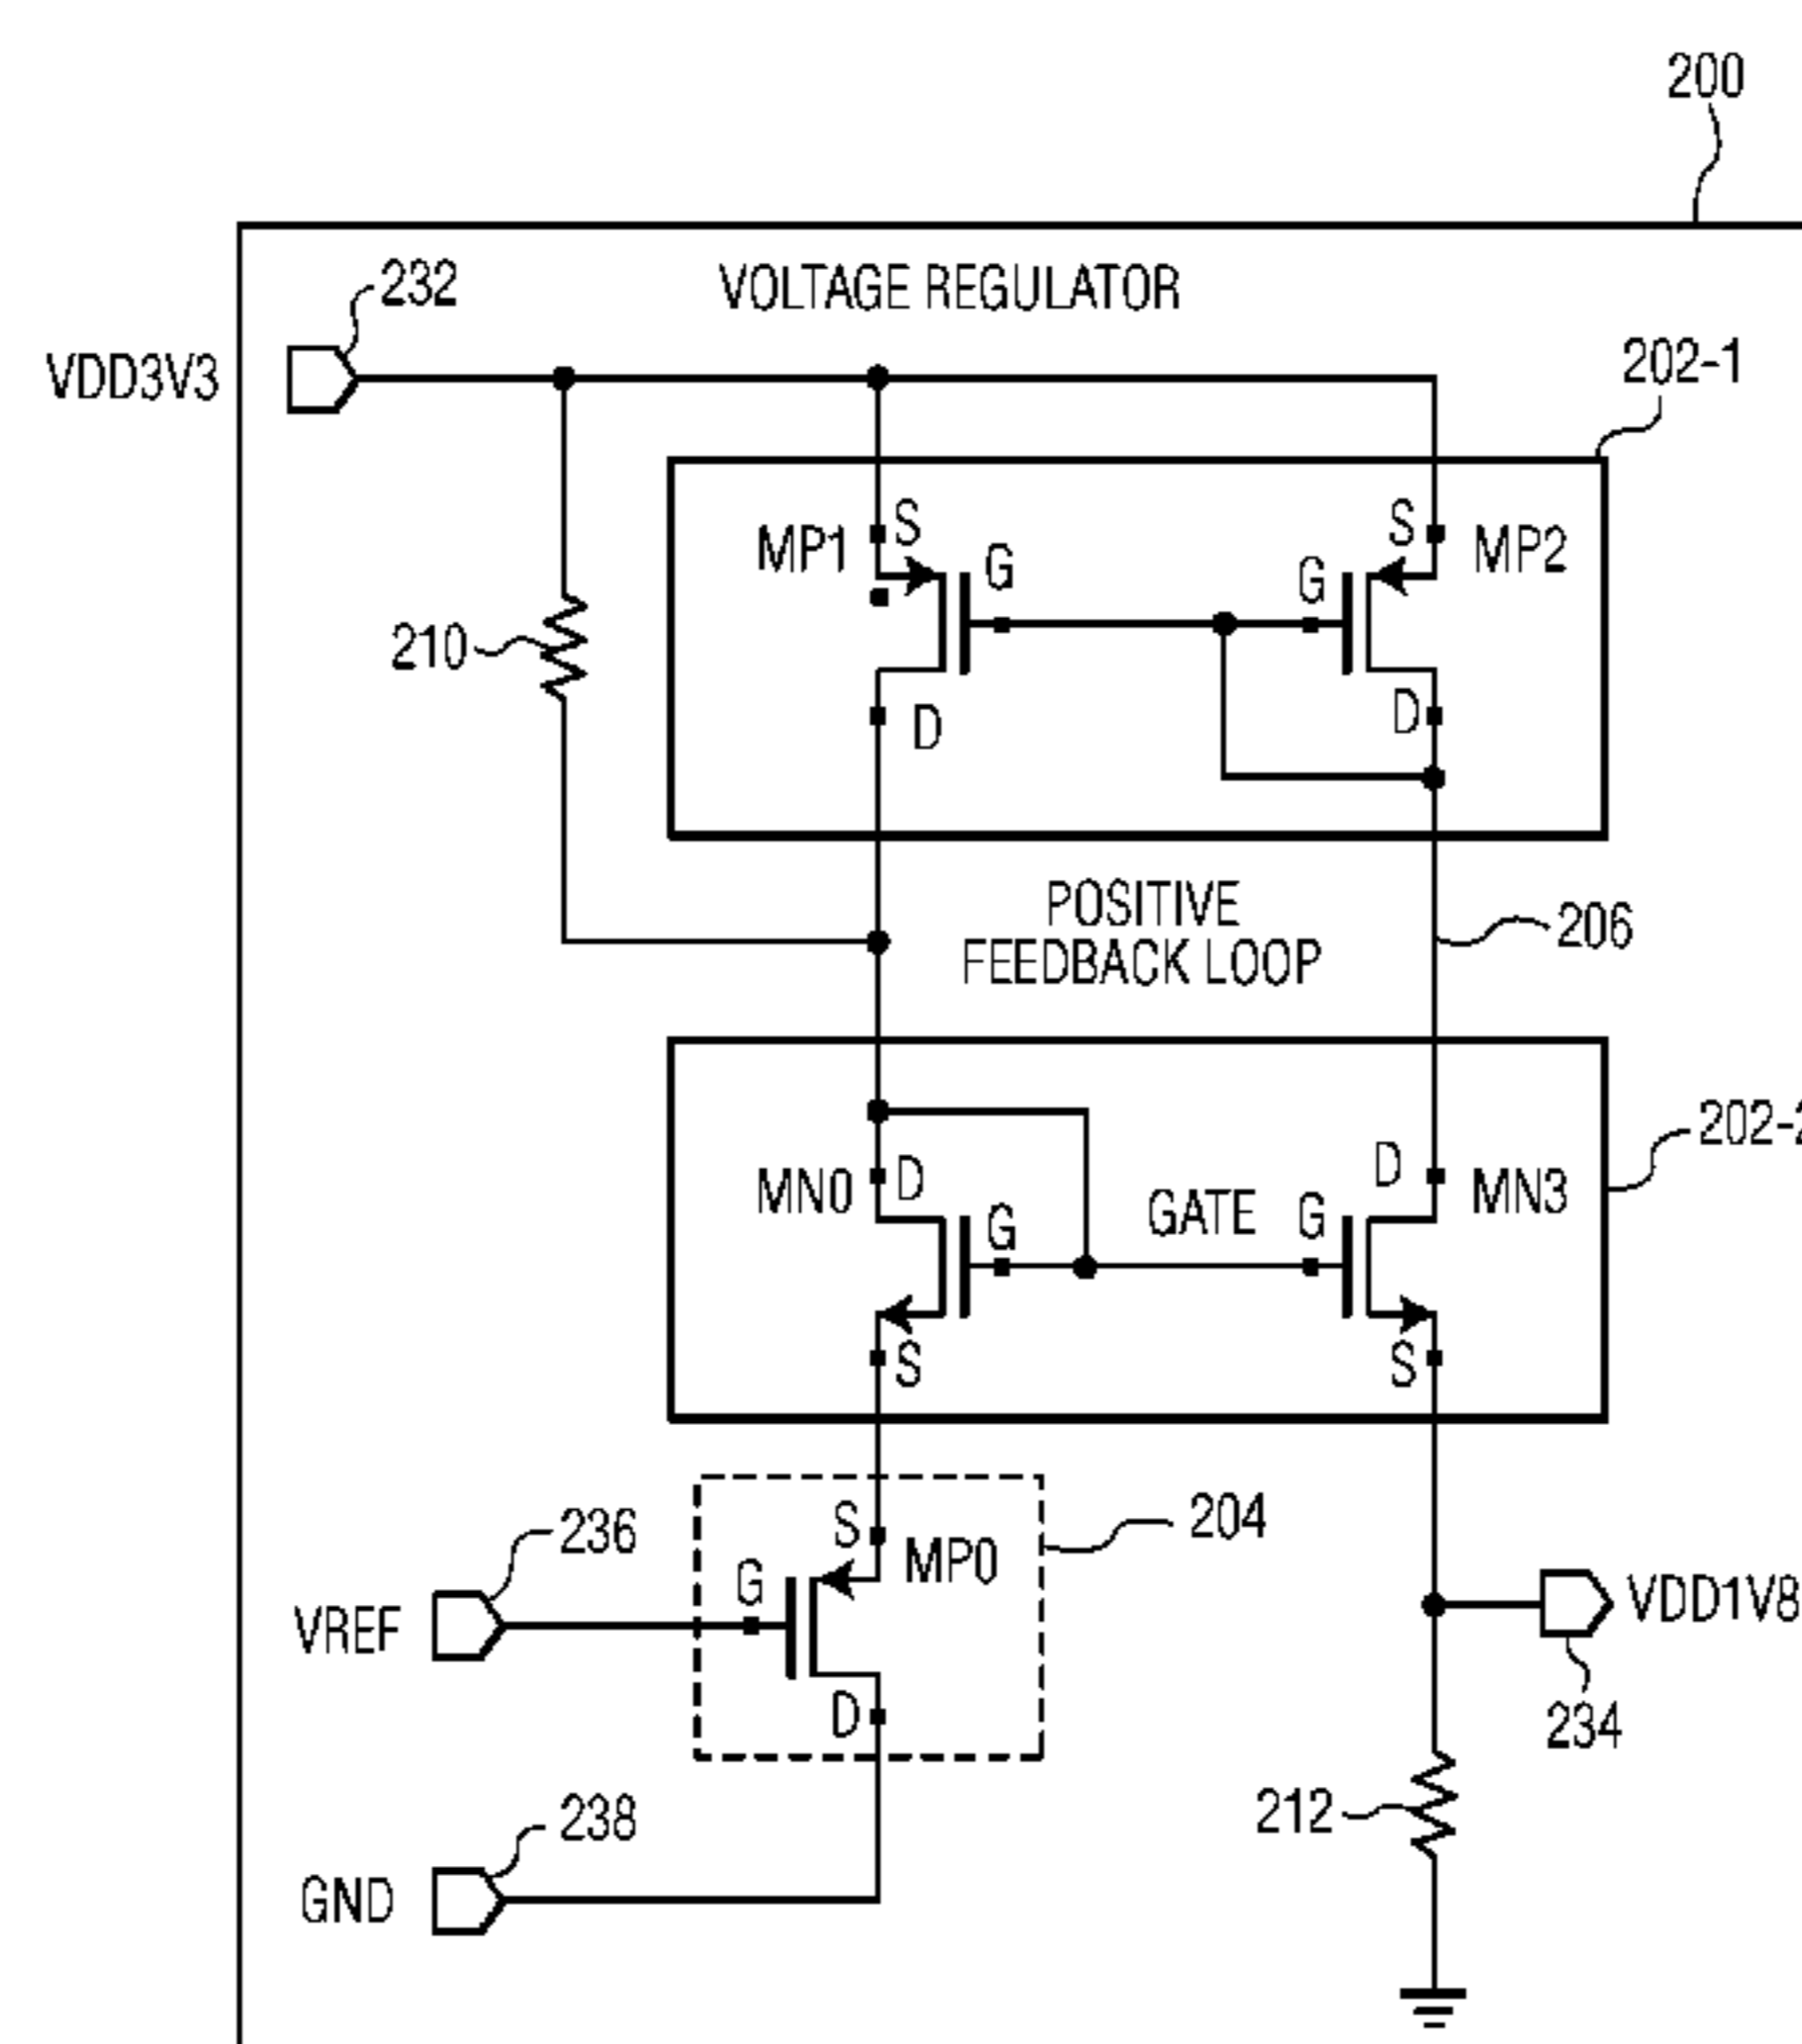 200
VOLTAGE REGULATOR
232
VDD3V3
202-1
MP1
S
G
D
S
G
D
MP2
210
POSITIVE
FEEDBACK LOOP
206
MN0
D
G
S
GATE
D
G
S
MN3
202-2
236
VREF
S
G
D
MP0
204
VDD1V8
234
212
238
GND